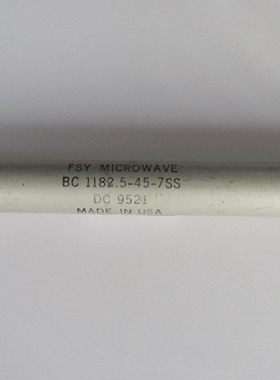 FSY MICROWAVE
BC 1182.5-45-7SS
DC 9521
MADE IN USA